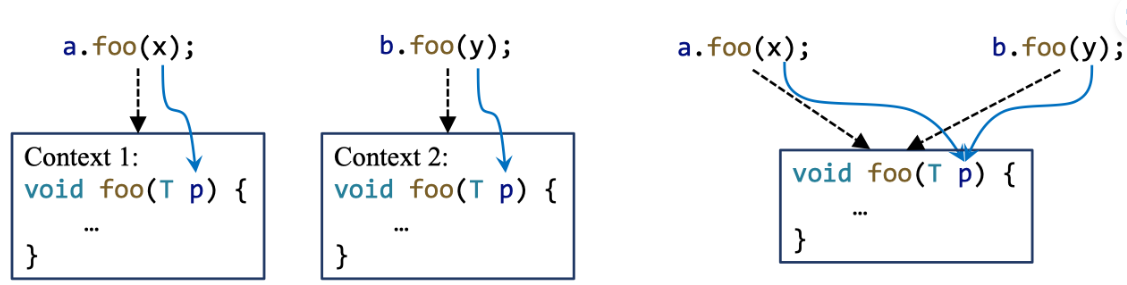 a.foo(x);
Context 1:
void foo(T p) {
…
}
b.foo(y);
Context 2:
void foo(T p) {
…
}
a.foo(x); b.foo(y);
void foo(T p) {
…
}